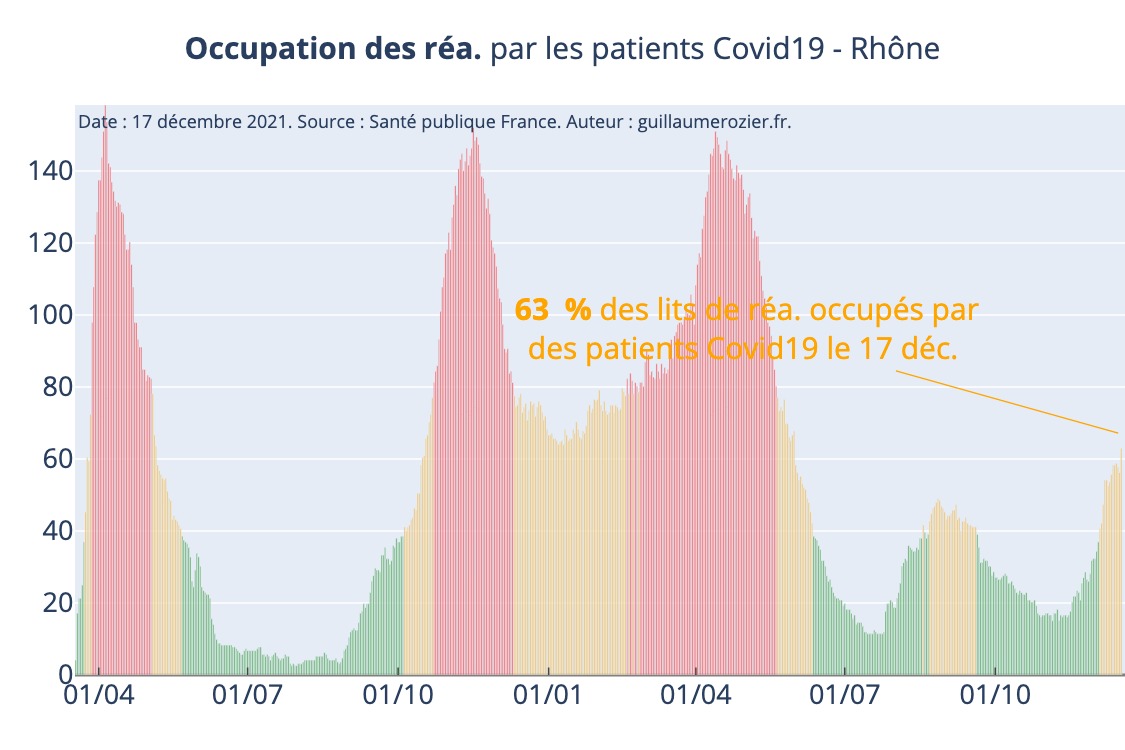 Occupation des réa. par les patients Covid19 - Rhône
Date : 17 décembre 2021. Source : Santé publique France. Auteur : guillaumerozier.fr.
140
120
100
63 % des lits de réa. occupés par
des patients Covid19 le 17 déc.
80
60
40
20
0
01/04 01/07 01/10 01/01 01/04 01/07 01/10